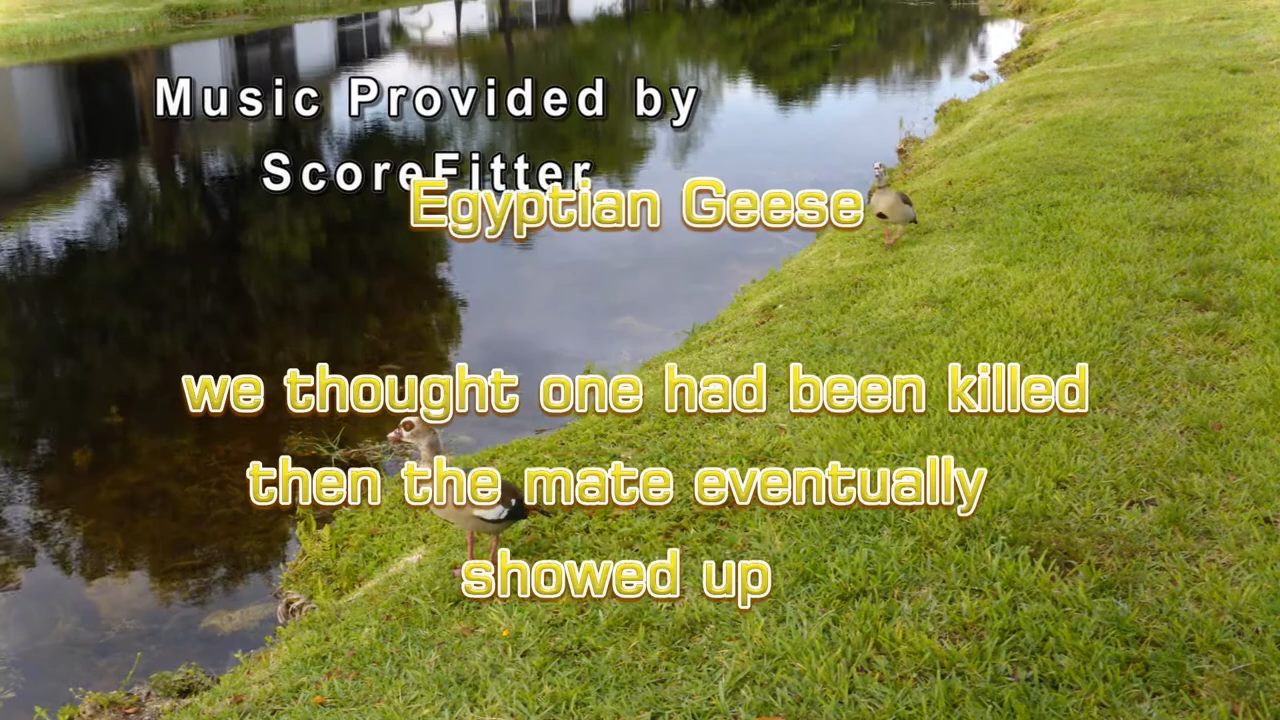 Music Provided by
ScoreFitter
Egyptian Geese
we thought one had been killed
then the mate eventually
showed up